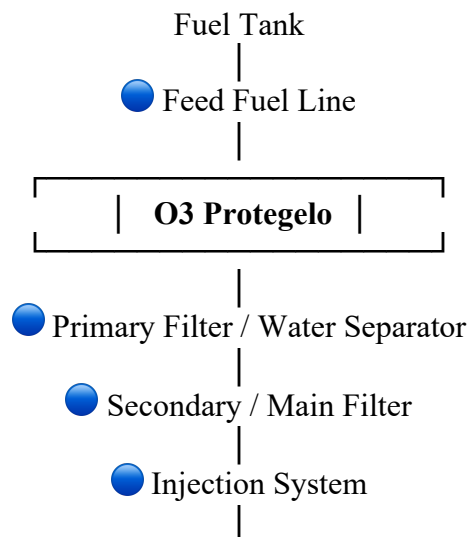 Fuel Tank
Feed Fuel Line
O3 Protegelo
Primary Filter / Water Separator
Secondary / Main Filter
Injection System